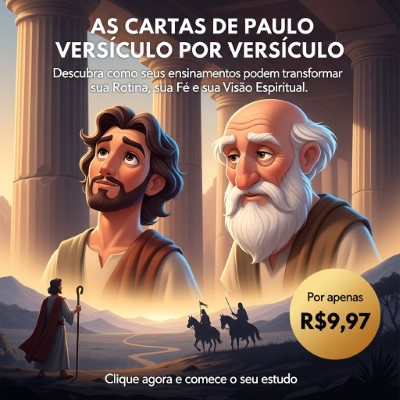 AS CARTAS DE PAULO
VERSÍCULO POR VERSÍCULO
Descubra como seus ensinamentos podem transformar
sua Rotina, sua Fé e sua Visão Espiritual.
Por apenas
R$9,97
Clique agora e comece o seu estudo